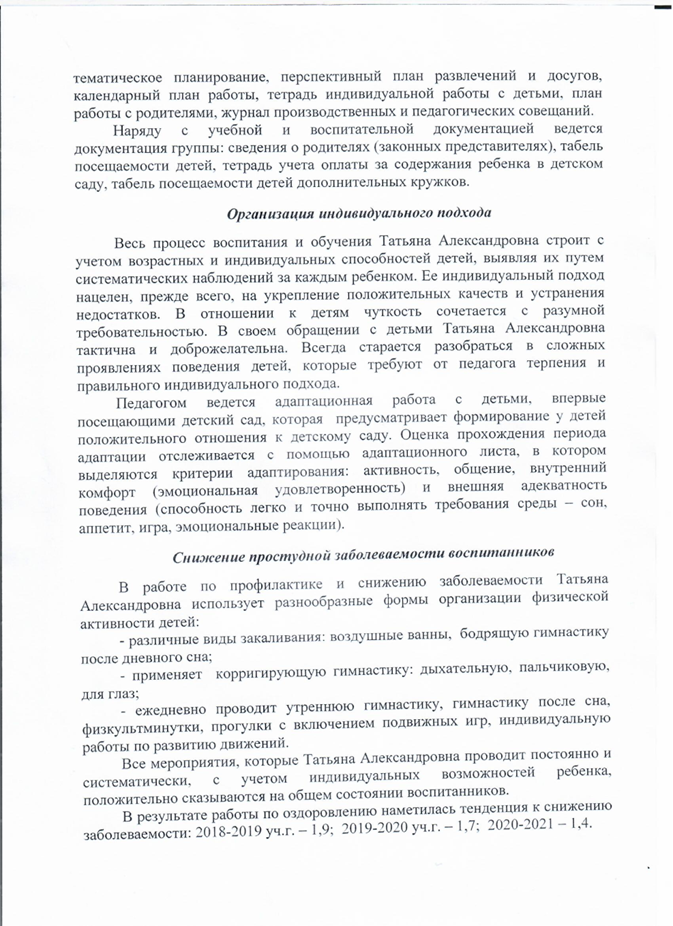 тематическое планирование, перспективный план развлечений и досугов,
календарный план работы, тетрадь индивидуальной работы с детьми, план
работы с родителями, журнал производственных и педагогических совещаний.
Наряду с учебной и воспитательной документацией ведется
документация группы: сведения о родителях (законных представителях), табель
посещаемости детей, тетрадь учета оплаты за содержания ребенка в детском
саду, табель посещаемости детей дополнительных кружков.
Организация индивидуального подхода
Весь процесс воспитания и обучения Татьяна Александровна строит с
учетом возрастных и индивидуальных способностей детей, выявляя их путем
систематических наблюдений за каждым ребенком. Ее индивидуальный подход
нацелен, прежде всего, на укрепление положительных качеств и устранения
недостатков. В отношении к детям чуткость сочетается с разумной
требовательностью. В своем обращении с детьми Татьяна Александровна
тактична и доброжелательна. Всегда старается разобраться в сложных
проявлениях поведения детей, которые требуют от педагога терпения и
правильного индивидуального подхода.
Педагогом ведется адаптационная работа с детьми, впервые
посещающими детский сад, которая предусматривает формирование у детей
положительного отношения к детскому саду. Оценка прохождения периода
адаптации отслеживается с помощью адаптационного листа, в котором
выделяются критерии адаптирования: активность, общение, внутренний
комфорт (эмоциональная удовлетворенность) и внешняя адекватность
поведения (способность легко и точно выполнять требования среды – сон,
аппетит, игра, эмоциональные реакции).
Снижение простудной заболеваемости воспитанников
В работе по профилактике и снижению заболеваемости Татьяна
Александровна использует разнообразные формы организации физической
активности детей:
- различные виды закаливания: воздушные ванны, бодрящую гимнастику
после дневного сна;
- применяет корригирующую гимнастику: дыхательную, пальчиковую,
для глаз;
- ежедневно проводит утреннюю гимнастику, гимнастику после сна,
физкультминутки, прогулки с включением подвижных игр, индивидуальную
работы по развитию движений.
Все мероприятия, которые Татьяна Александровна проводит постоянно и
систематически, с учетом индивидуальных возможностей ребенка,
положительно сказываются на общем состоянии воспитанников.
В результате работы по оздоровлению наметилась тенденция к снижению
заболеваемости: 2018-2019 уч.г. – 1,9; 2019-2020 уч.г. – 1,7; 2020-2021 – 1,4.